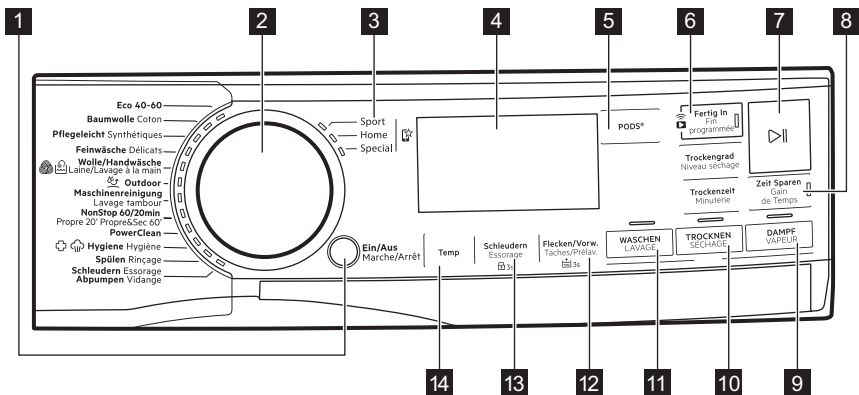 1
2
3
4
5
6
7
8
Eco 40-60
Baumwolle Coton
Pflegeleicht Synthétiques
Feinwäsche Délicats
Wolle/Handwäsche
Laine/Lavage à la main
Outdoor
Maschinenreinigung
Lavage tambour
NonStop 60/20min
Propre 20' Propre&Sec 60'
PowerClean
Hygiene Hygiène
Spülen Rinçage
Schleudern Essorage
Abpumpen Vidange
Sport
Home
Special
Ein/Aus
Marche/Arrêt
Temp
Schleudern
Essorage
3s
Flecken/Vorw.
Taches/Prélav.
3s
PODS®
Fertig In
Fin
programmée
Trockengrad
Niveau séchage
Trockenzeit
Minuterie
Zeit Sparen
Gain
de Temps
WASCHEN
LAVAGE
TROCKNEN
SÉCHAGE
DAMPF
VAPEUR
14
13
12
11
10
9